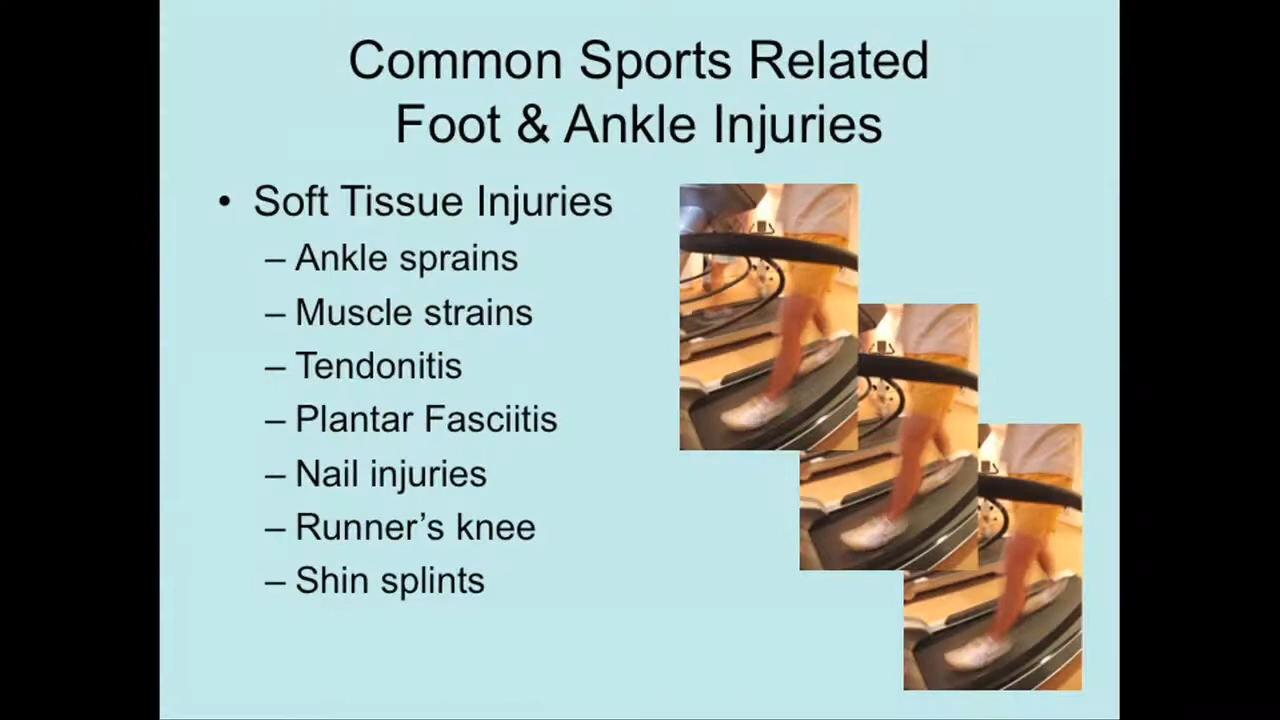 Common Sports Related
Foot & Ankle Injuries
• Soft Tissue Injuries
– Ankle sprains
– Muscle strains
– Tendonitis
– Plantar Fasciitis
– Nail injuries
– Runner’s knee
– Shin splints